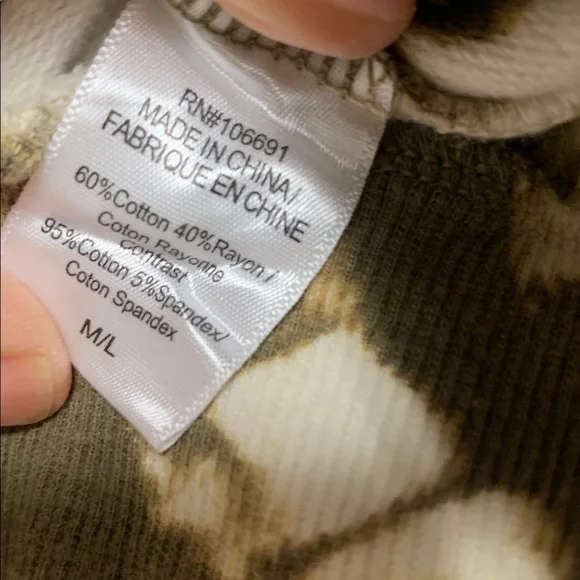 RN#106691
MADE IN CHINA/
FABRIQUE EN CHINE
60%Cotton 40%Rayon/
Coton Rayonne
Contrast
95%Cotton 5%Spandex/
Coton Spandex
M/L